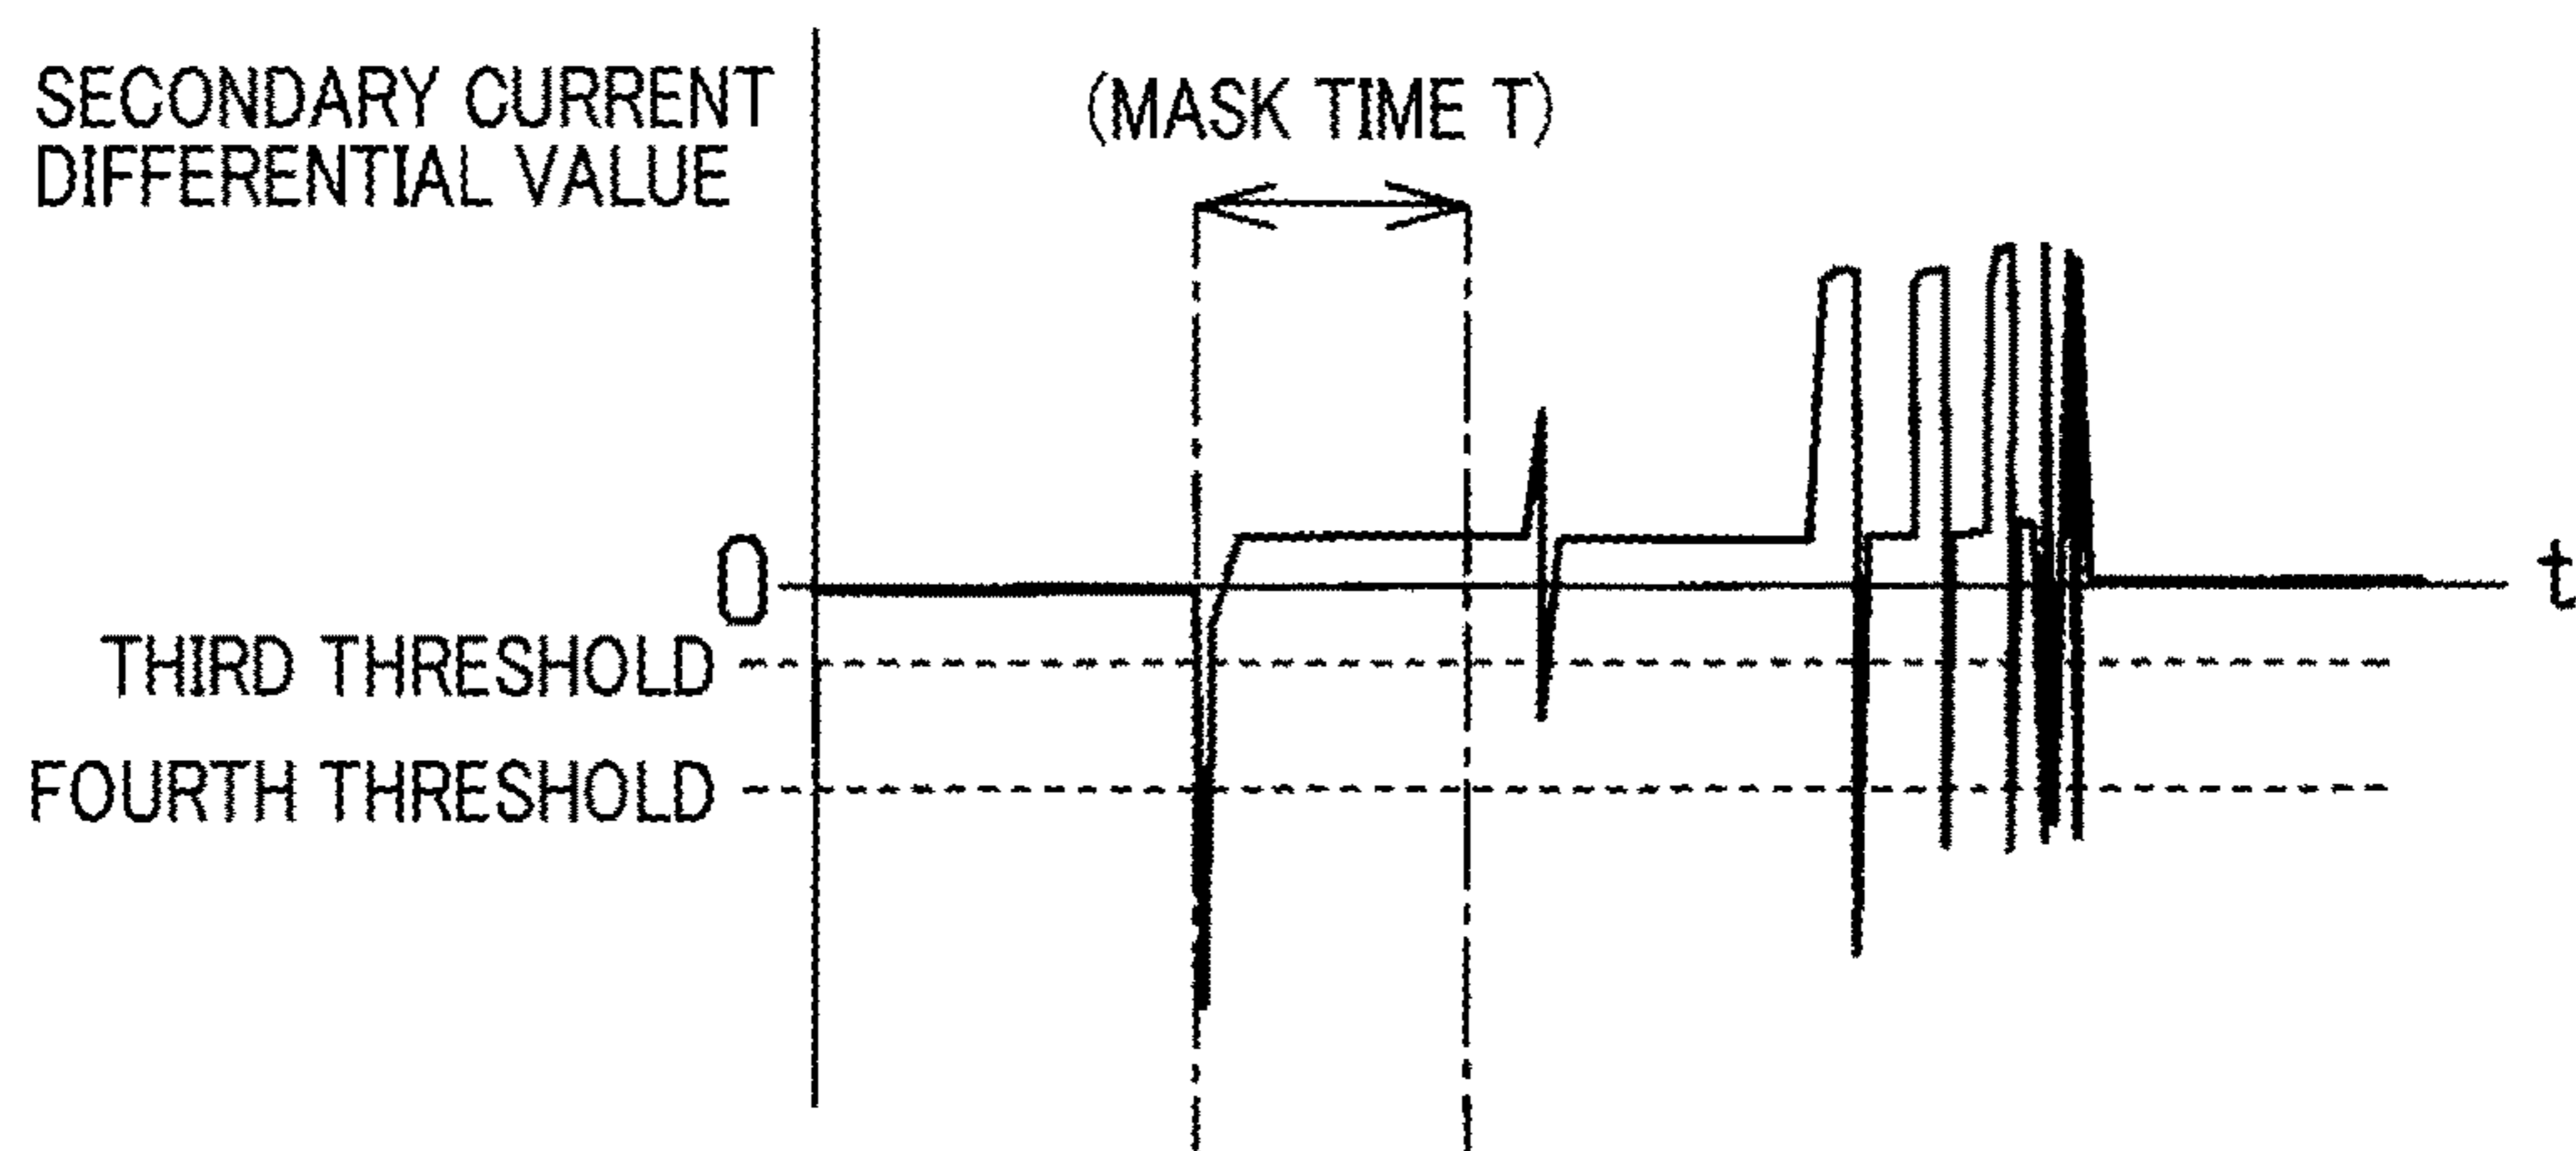 SECONDARY CURRENT
DIFFERENTIAL VALUE
(MASK TIME T)
0
t
THIRD THRESHOLD
FOURTH THRESHOLD